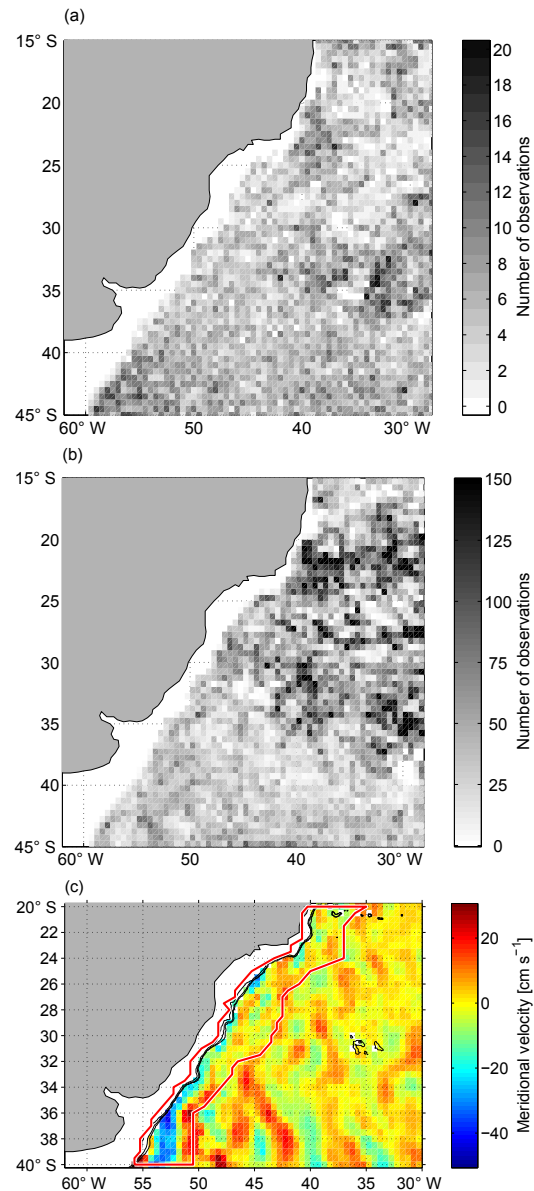 (a)
15° S
20
25
30
35
40
45° S
60° W
50
40
30° W
20
18
16
14
12
10
8
6
4
2
0
Number of observations
(b)
15° S
20
25
30
35
40
45° S
60° W
50
40
30° W
150
125
100
75
50
25
0
Number of observations
(c)
20° S
22
24
26
28
30
32
34
36
38
40° S
60° W
55
50
45
40
35
30° W
20
0
−20
−40
Meridional velocity [cm s⁻¹]